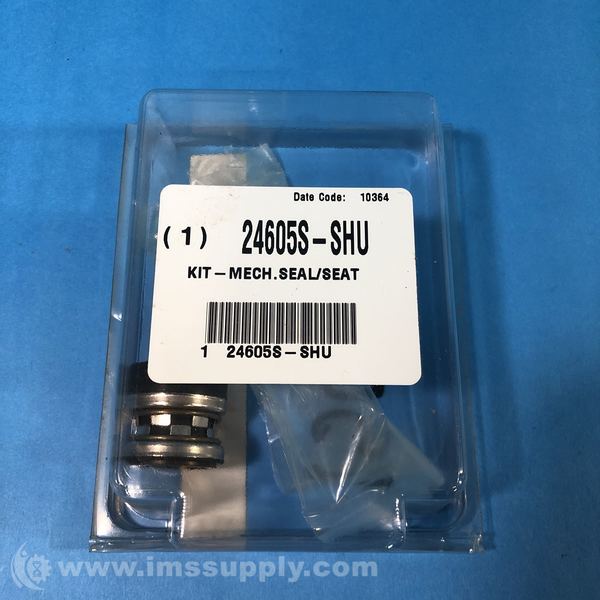 Date Code: 10364
(1) 24605S-SHU
KIT-MECH.SEAL/SEAT
1 24605S-SHU
© www.imssupply.com/